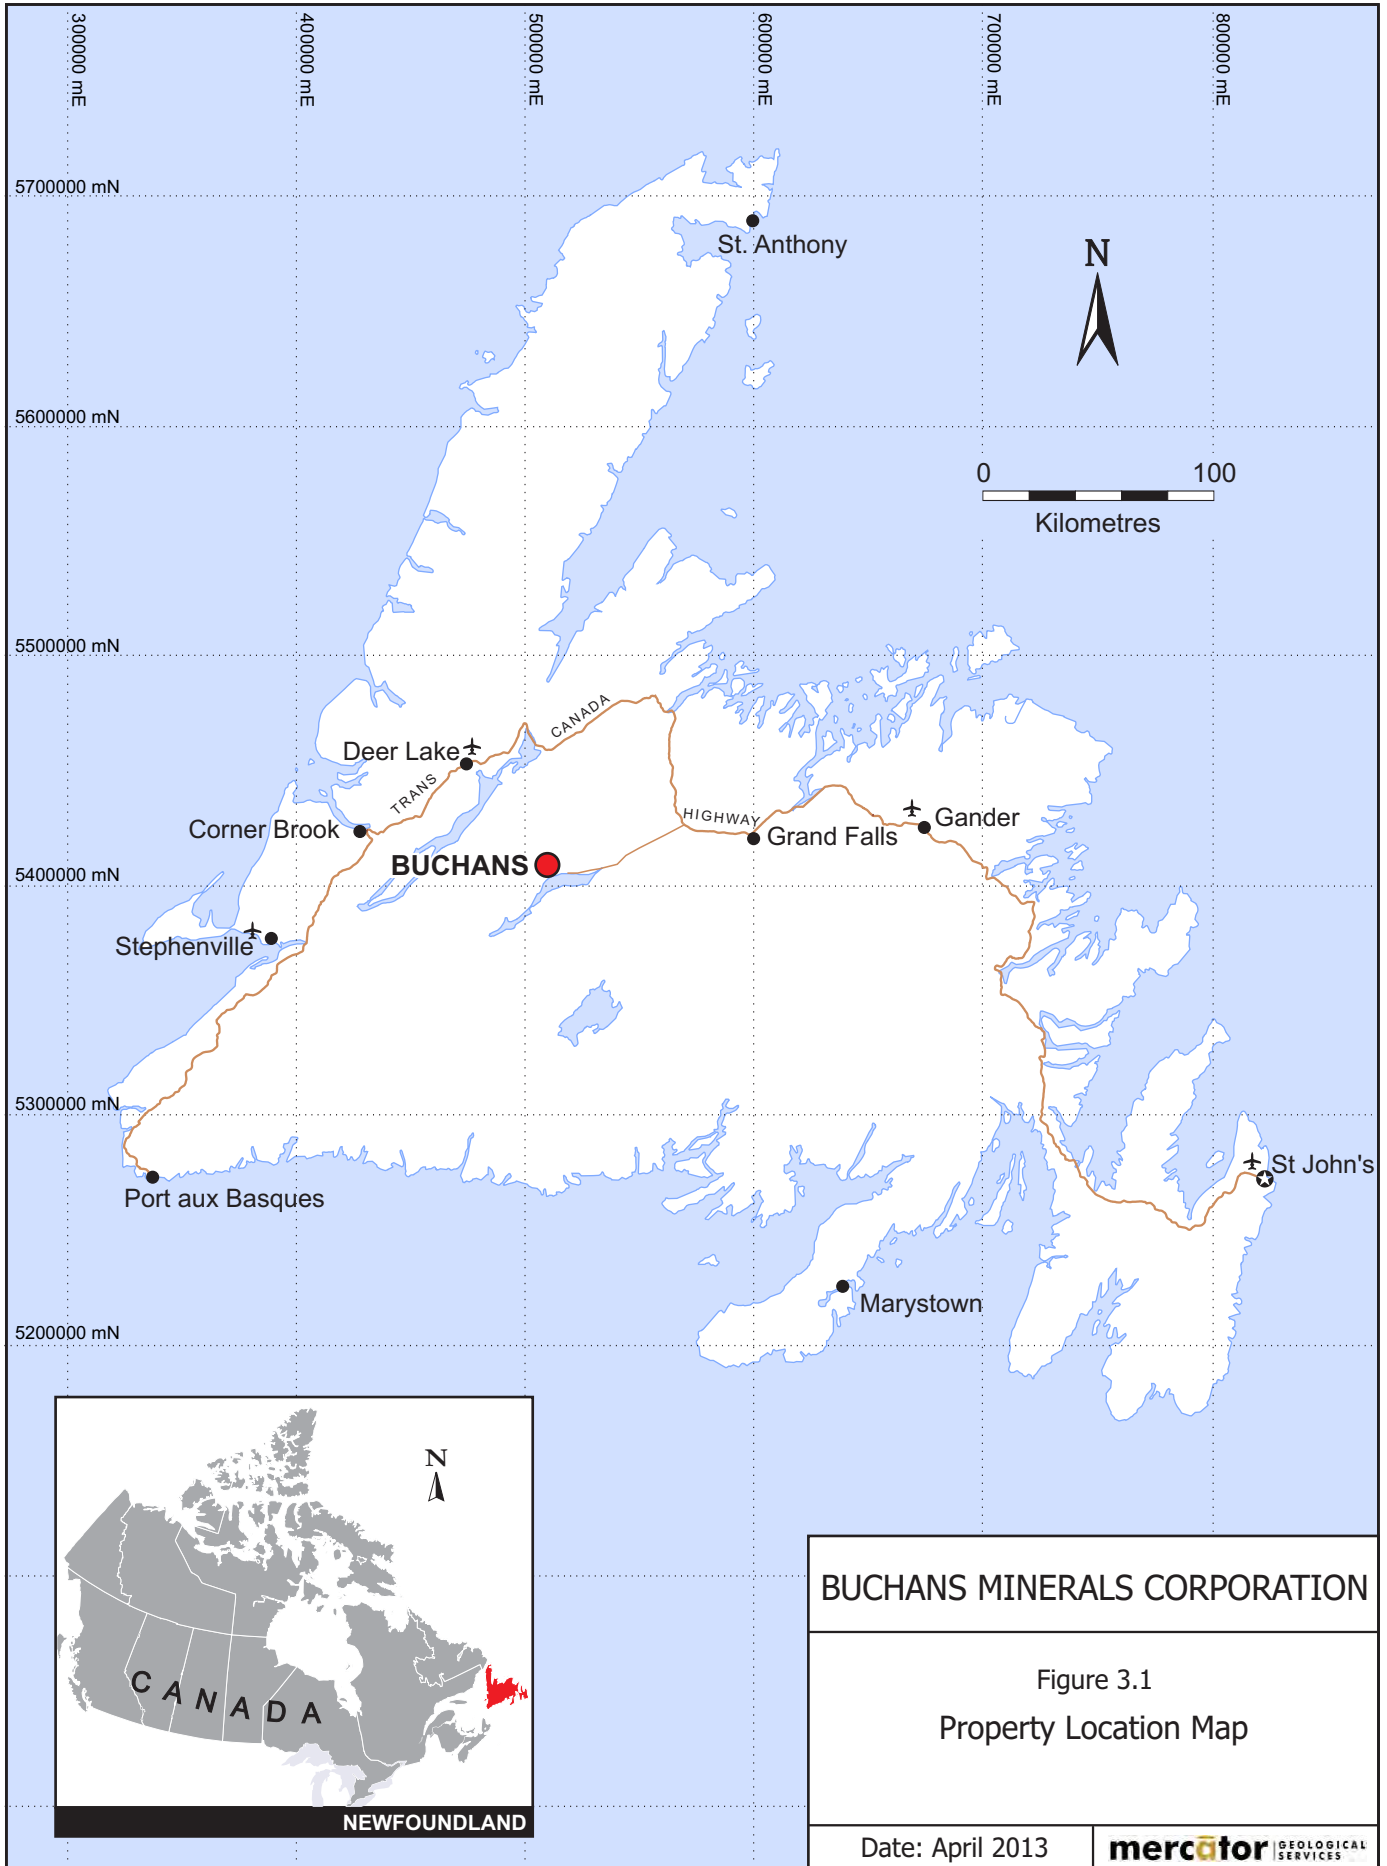 300000 mE
400000 mE
500000 mE
600000 mE
700000 mE
800000 mE
5700000 mN
St. Anthony
N
5600000 mN
0 100
Kilometres
5500000 mN
CANADA
Deer Lake
TRANS
HIGHWAY
Gander
Corner Brook
Grand Falls
BUCHANS
5400000 mN
Stephenville
5300000 mN
St John's
Port aux Basques
Marystown
5200000 mN
N
CANADA
NEWFOUNDLAND
BUCHANS MINERALS CORPORATION
Figure 3.1
Property Location Map
Date: April 2013
mercator GEOLOGICAL
SERVICES